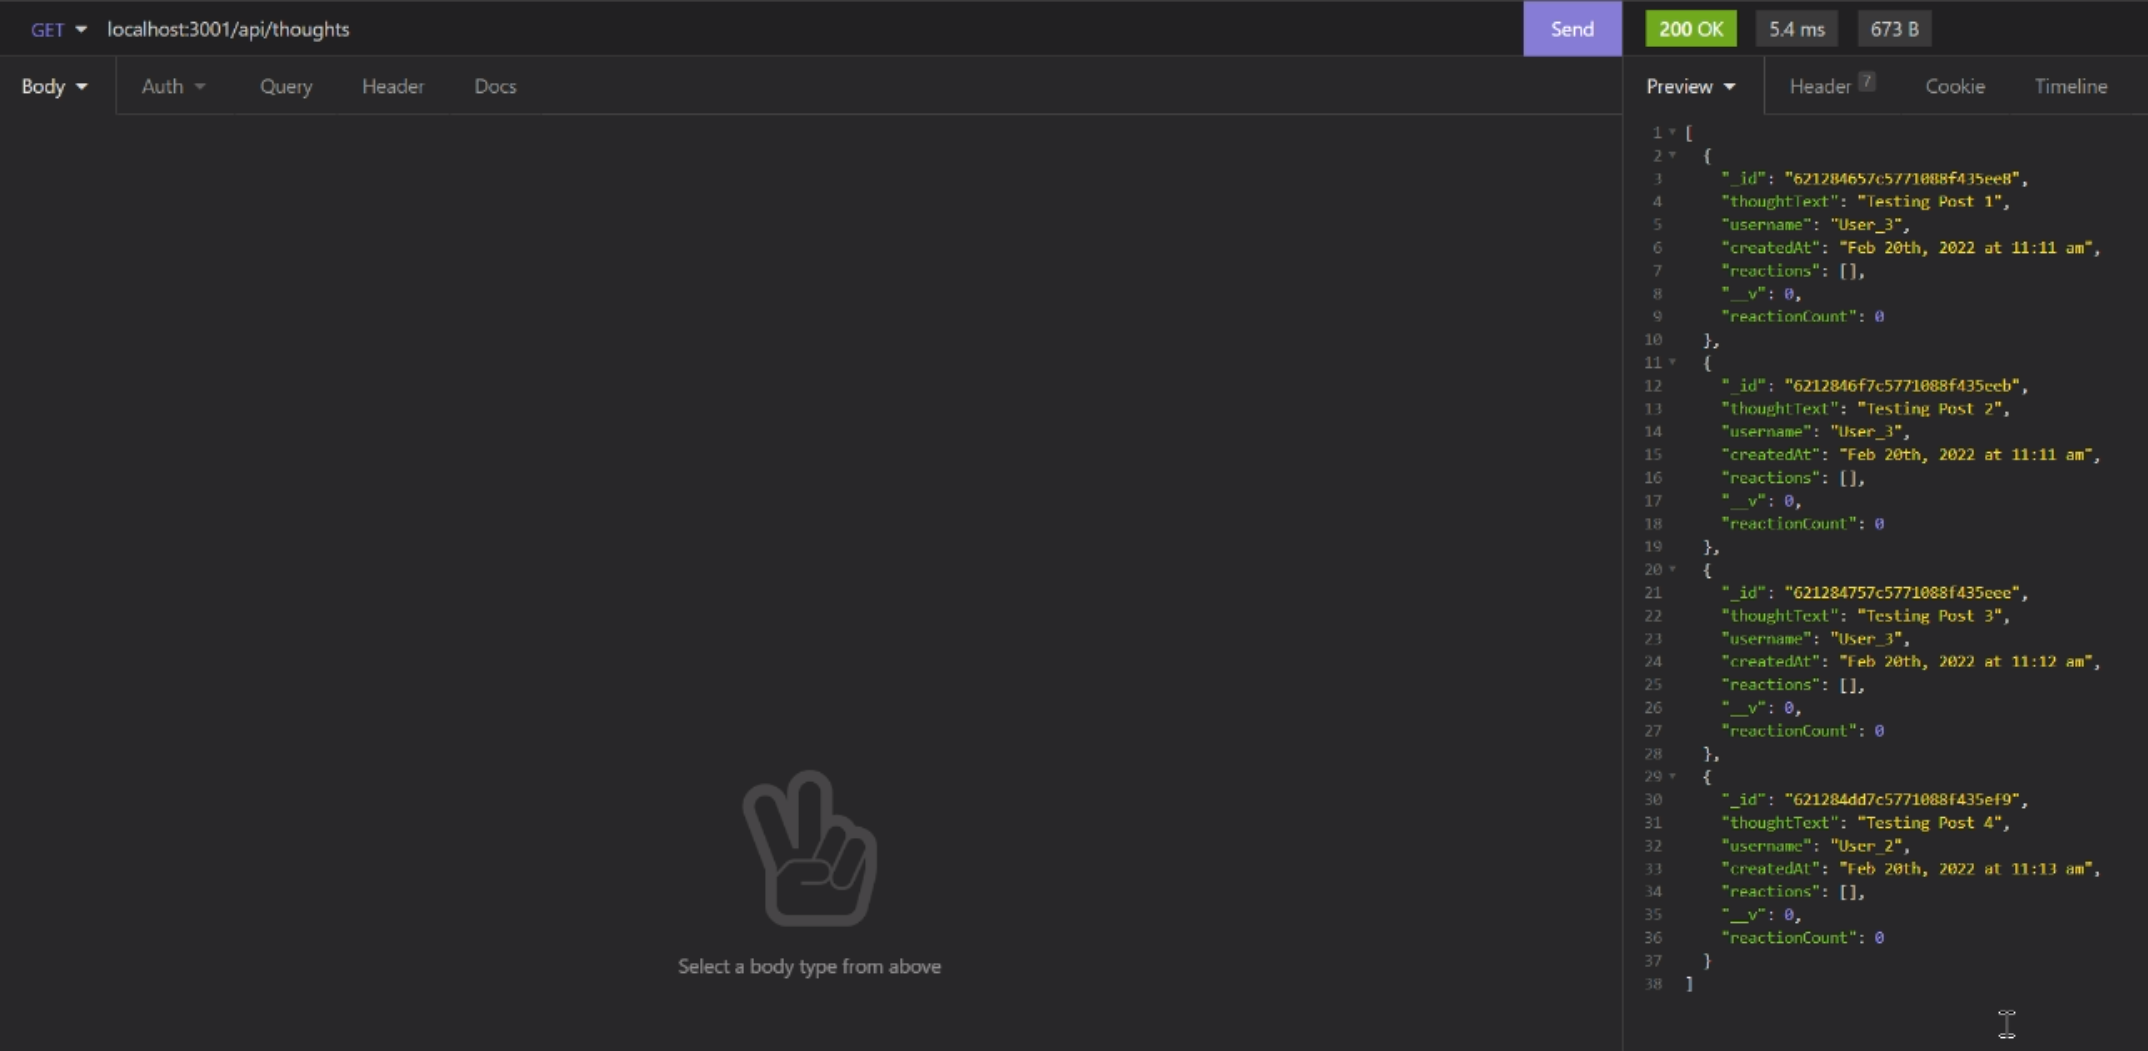 GET localhost:3001/api/thoughts Send
Body Auth Query Header Docs
Select a body type from above
200 OK 5.4 ms 673 B
Preview Header 7 Cookie Timeline
1 [
2 {
3 "_id": "621284657c5771088f435ee8",
4 "thoughtText": "Testing Post 1",
5 "username": "User_3",
6 "createdAt": "Feb 20th, 2022 at 11:11 am",
7 "reactions": [],
8 "__v": 0,
9 "reactionCount": 0
10 },
11 {
12 "_id": "6212846f7c5771088f435eeb",
13 "thoughtText": "Testing Post 2",
14 "username": "User_3",
15 "createdAt": "Feb 20th, 2022 at 11:11 am",
16 "reactions": [],
17 "__v": 0,
18 "reactionCount": 0
19 },
20 {
21 "_id": "621284757c5771088f435eee",
22 "thoughtText": "Testing Post 3",
23 "username": "User_3",
24 "createdAt": "Feb 20th, 2022 at 11:12 am",
25 "reactions": [],
26 "__v": 0,
27 "reactionCount": 0
28 },
29 {
30 "_id": "621284dd7c5771088f435ef9",
31 "thoughtText": "Testing Post 4",
32 "username": "User_2",
33 "createdAt": "Feb 20th, 2022 at 11:13 am",
34 "reactions": [],
35 "__v": 0,
36 "reactionCount": 0
37 }
38 ]